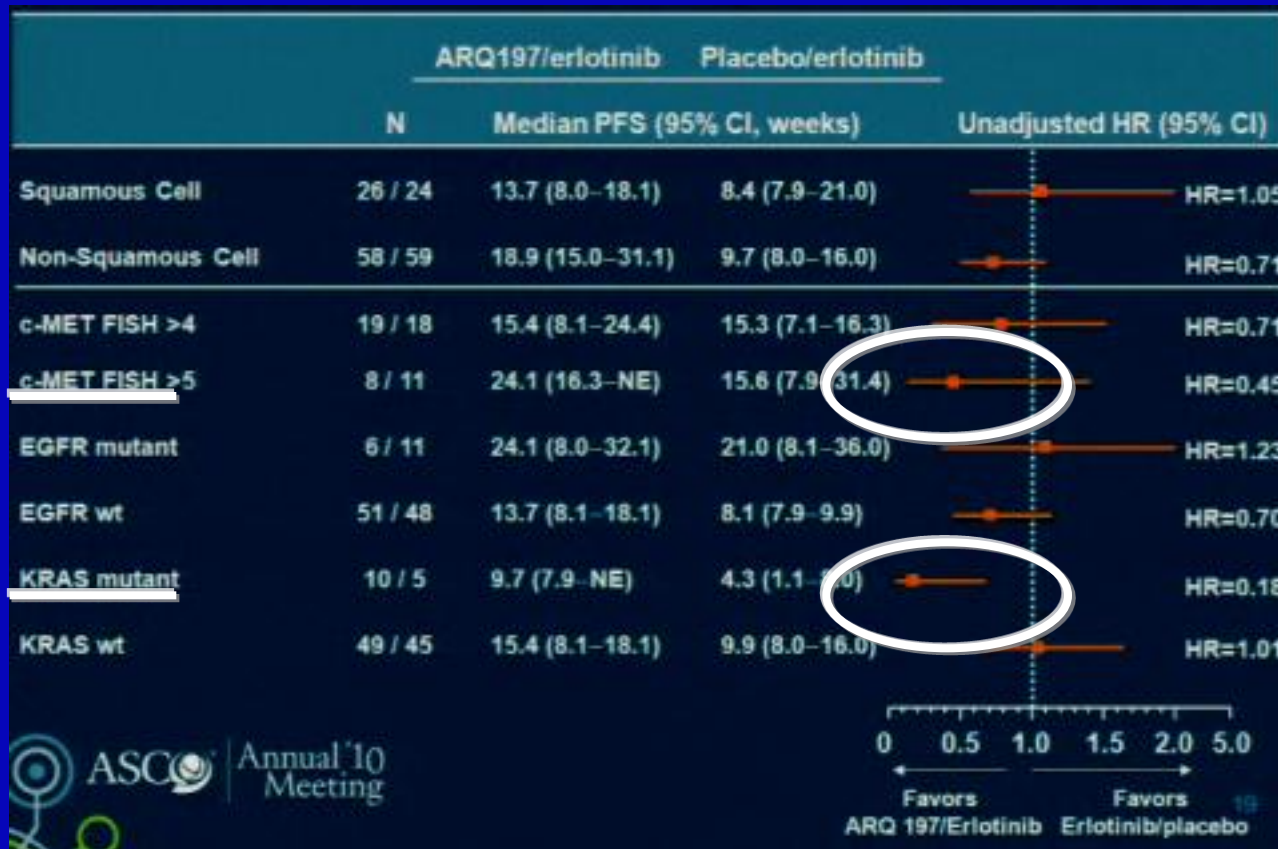 ARQ197/erlotinib Placebo/erlotinib
N Median PFS (95% CI, weeks) Unadjusted HR (95% CI)
Squamous Cell 26 / 24 13.7 (8.0–18.1) 8.4 (7.9–21.0) HR=1.05
Non-Squamous Cell 58 / 59 18.9 (15.0–31.1) 9.7 (8.0–16.0) HR=0.71
c-MET FISH >4 19 / 18 15.4 (8.1–24.4) 15.3 (7.1–16.3) HR=0.71
c-MET FISH >5 8 / 11 24.1 (16.3–NE) 15.6 (7.9 31.4) HR=0.45
EGFR mutant 6 / 11 24.1 (8.0–32.1) 21.0 (8.1–36.0) HR=1.23
EGFR wt 51 / 48 13.7 (8.1–18.1) 8.1 (7.9–9.9) HR=0.70
KRAS mutant 10 / 5 9.7 (7.9–NE) 4.3 (1.1– HR=0.18
KRAS wt 49 / 45 15.4 (8.1–18.1) 9.9 (8.0–16.0) HR=1.01
0 0.5 1.0 1.5 2.0 5.0
Favors Favors
ARQ 197/Erlotinib Erlotinib/placebo
19
ASCO Annual '10
Meeting